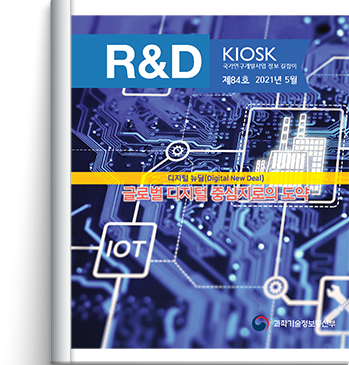 R&D
KIOSK
국가연구개발사업 정보 길잡이
제84호 2021년 5월
디지털 뉴딜(Digital New Deal)
글로벌 디지털 중심지로의 도약
IOT
과학기술정보통신부